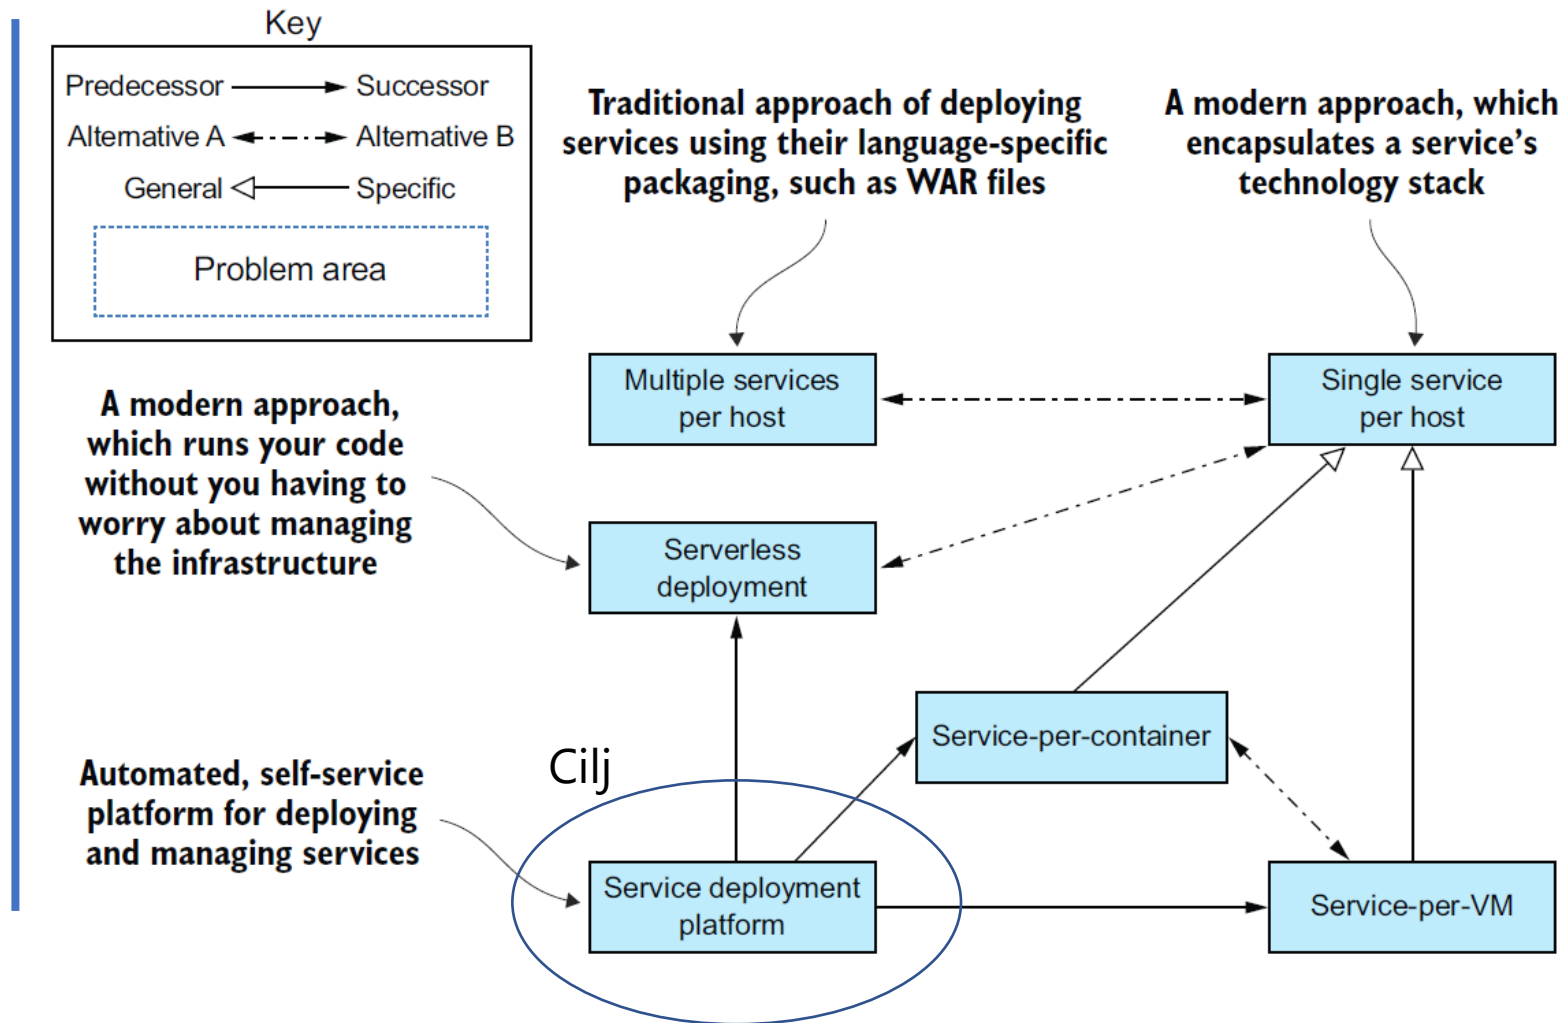 Key
Predecessor
Successor
Alternative A
Alternative B
General
Specific
Problem area
Traditional approach of deploying
services using their language-specific
packaging, such as WAR files
A modern approach, which
encapsulates a service's
technology stack
Multiple services
per host
Single service
per host
A modern approach,
which runs your code
without you having to
worry about managing
the infrastructure
Serverless
deployment
Service-per-container
Cilj
Automated, self-service
platform for deploying
and managing services
Service deployment
platform
Service-per-VM